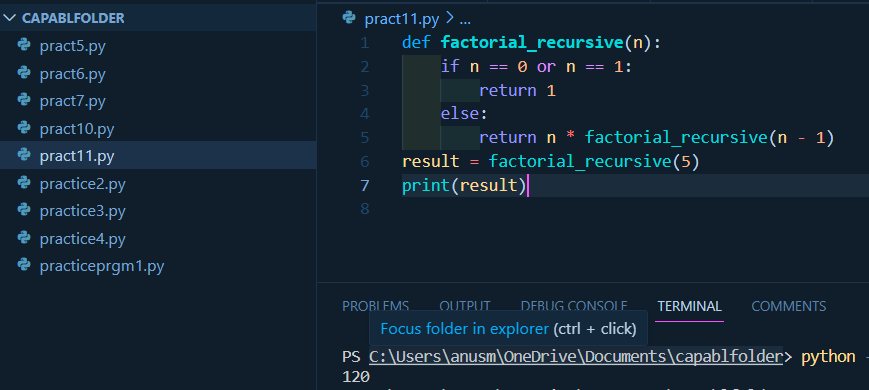 CAPABLFOLDER
pract5.py
pract6.py
pract7.py
pract10.py
pract11.py
practice2.py
practice3.py
practice4.py
practiceprgm1.py
pract11.py > ...
1 def factorial_recursive(n):
2     if n == 0 or n == 1:
3         return 1
4     else:
5         return n * factorial_recursive(n - 1)
6 result = factorial_recursive(5)
7 print(result)
8
PROBLEMS OUTPUT DEBUG CONSOLE TERMINAL COMMENTS
Focus folder in explorer (ctrl + click)
PS C:\Users\anusm\OneDrive\Documents\capablfolder> python
120